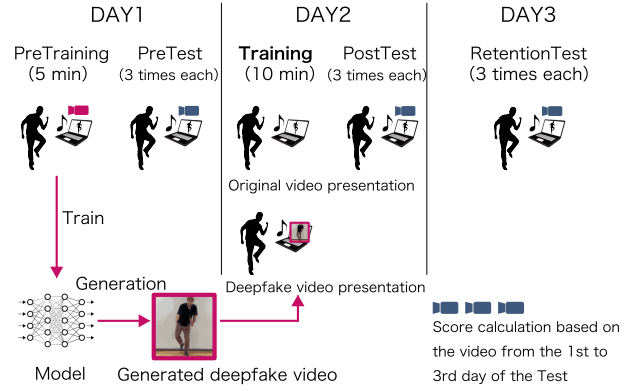 DAY1
DAY2
DAY3
PreTraining
(5 min)
PreTest
(3 times each)
Training
(10 min)
PostTest
(3 times each)
RetentionTest
(3 times each)
Original video presentation
Train
Generation
Deepfake video presentation
Model
Generated deepfake video
Score calculation based on
the video from the 1st to
3rd day of the Test